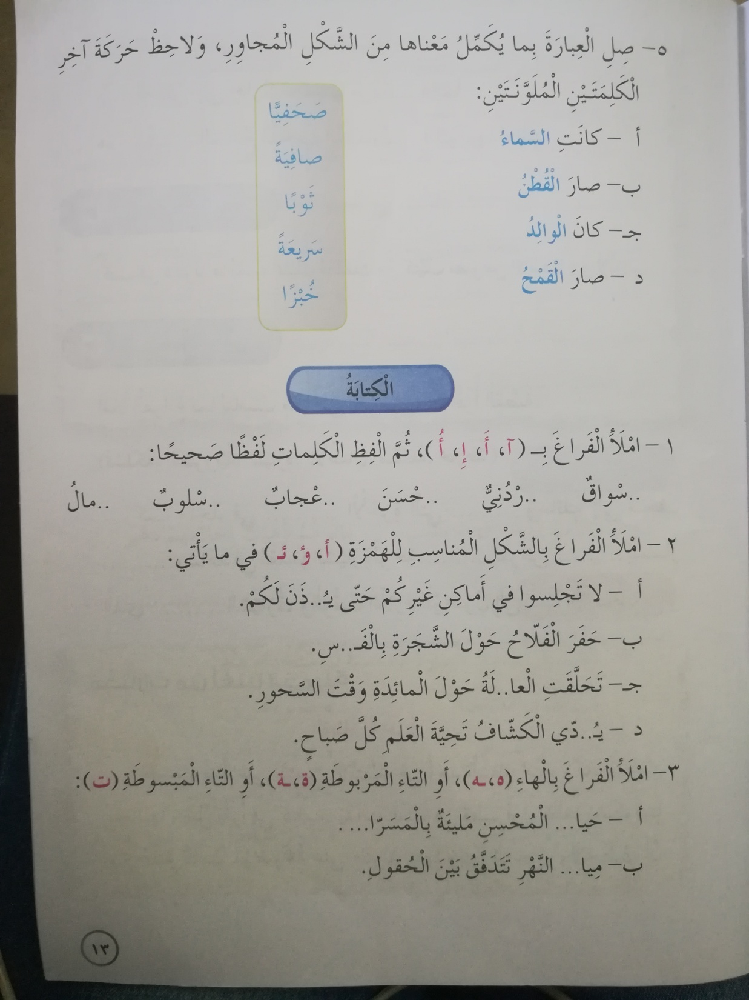 ٥- صِلِ الْعِبارَةَ بِما يُكَمِّلُ مَعْناها مِنَ الشَّكْلِ الْمُجاوِرِ، وَلاحِظْ حَرَكَةَ آخِرِ
الْكَلِمَتَيْنِ الْمُلَوَّنَتَيْنِ:
أ - كانَتِ السَّماءُ
ب- صارَ الْقُطْنُ
جـ- كانَ الْوالِدُ
د - صارَ الْقَمْحُ
صَحَفِيًّا
صافِيَةً
ثَوْبًا
سَريعَةً
خُبْزًا
الْكِتابَةُ
١- امْلَأِ الْفَراغَ بِـ (آ، أَ، إِ، أُ)، ثُمَّ الْفِظِ الْكَلِماتِ لَفْظًا صَحيحًا:
..سْواقٌ ..رْدُنِيٌّ ..حْسَنَ ..عْجابٌ ..سْلوبٌ ..مالُ
٢- امْلَأِ الْفَراغَ بِالشَّكْلِ الْمُناسِبِ لِلْهَمْزَةِ (أ، ؤ، ئـ) في ما يَأْتي:
أ - لا تَجْلِسوا في أَماكِنِ غَيْرِكُمْ حَتّى يُـ..ذَنَ لَكُمْ.
ب- حَفَرَ الْفَلّاحُ حَوْلَ الشَّجَرَةِ بِالْفَـ..سِ.
جـ- تَحَلَّقَتِ الْعا..لَةُ حَوْلَ الْمائِدَةِ وَقْتَ السَّحورِ.
د - يُـ..دّي الْكَشّافُ تَحِيَّةَ الْعَلَمِ كُلَّ صَباحٍ.
٣- امْلَأِ الْفَراغَ بِالْهاءِ (ه، ـه)، أَوِ التّاءِ الْمَرْبوطَةِ (ة، ـة)، أَوِ التّاءِ الْمَبْسوطَةِ (ت):
أ - حَيا... الْمُحْسِنِ مَليئَةٌ بِالْمَسَرّا... .
ب- مِيا... النَّهْرِ تَتَدَفَّقُ بَيْنَ الْحُقولِ.
١٣